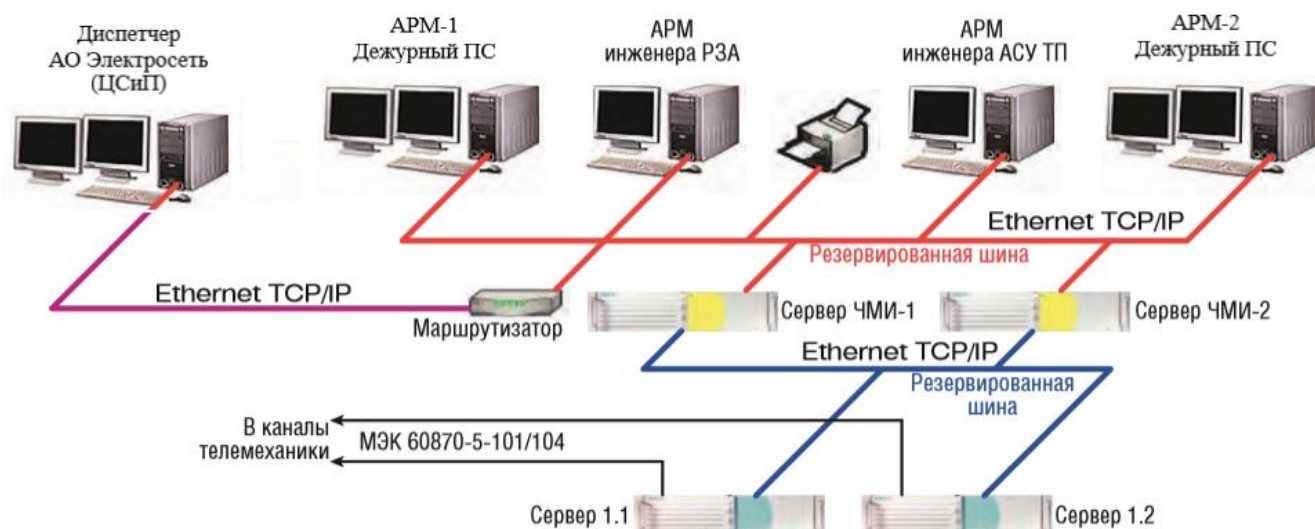 Диспетчер
АО Электросеть
(ЦСиП)
АРМ-1
Дежурный ПС
АРМ
инженера РЗА
АРМ
инженера АСУ ТП
АРМ-2
Дежурный ПС
Ethernet TCP/IP
Резервированная шина
Ethernet TCP/IP
Маршрутизатор
Сервер ЧМИ-1
Сервер ЧМИ-2
Ethernet TCP/IP
Резервированная
шина
В каналы
телемеханики
МЭК 60870-5-101/104
Сервер 1.1
Сервер 1.2